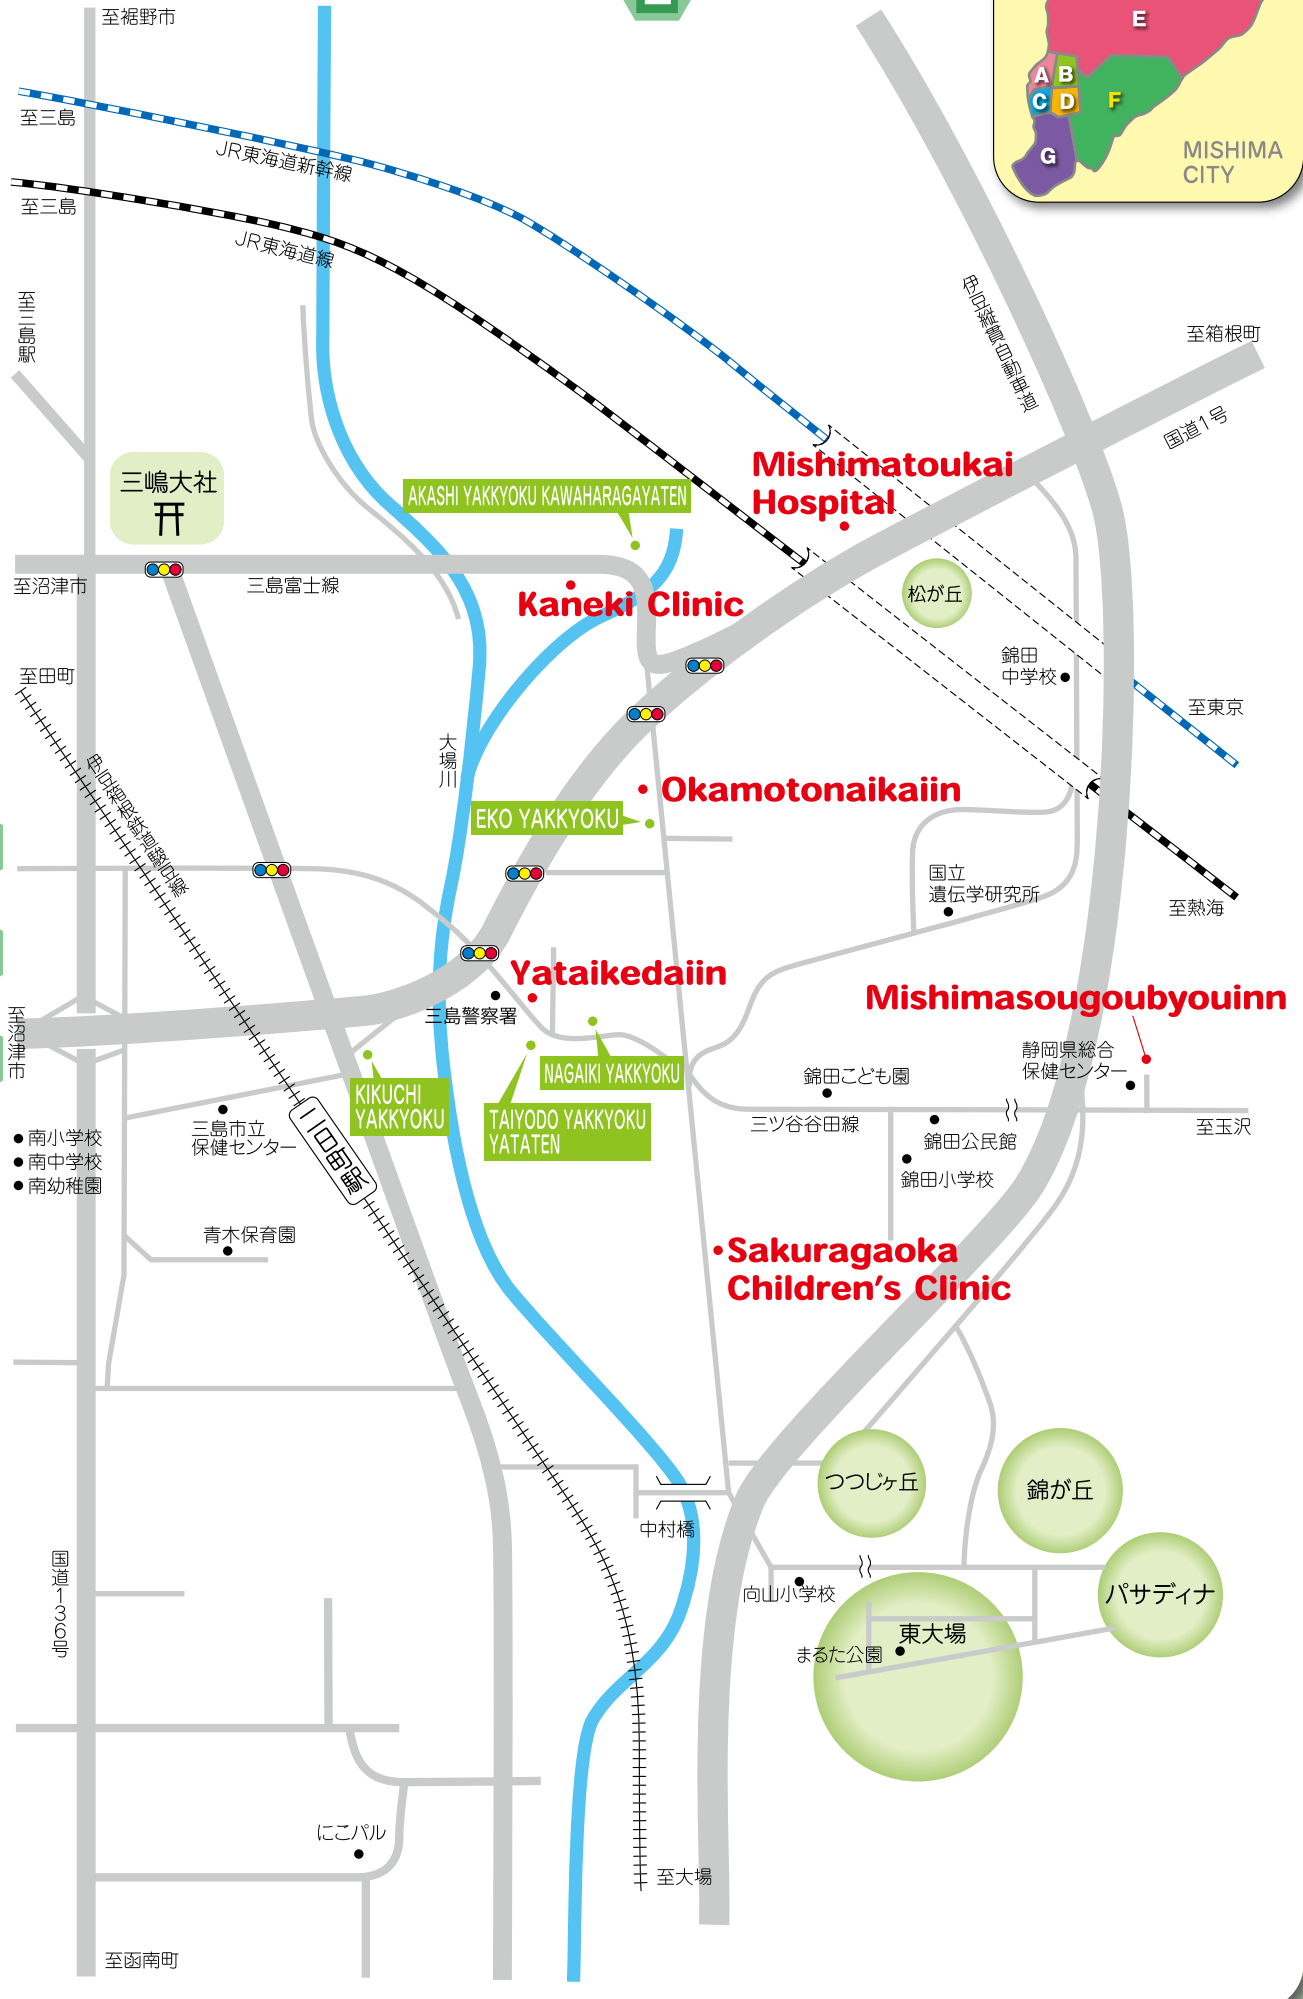 至裾野市
E
A
B
C
D
F
G
MISHIMA
CITY
至三島
JR東海道新幹線
至三島
JR東海道線
至三島駅
伊豆縦貫自動車道
至箱根町
国道1号
三嶋大社
AKASHI YAKKYOKU KAWAHARAGAYATEN
Mishimatoukai
Hospital
至沼津市
三島富士線
Kaneki Clinic
松が丘
錦田
中学校
至田町
至東京
伊豆箱根鉄道駿豆線
大場川
Okamotonaikaiin
EKO YAKKYOKU
国立
遺伝学研究所
至熱海
Yataikedaiin
三島警察署
Mishimasougoubyouinn
至沼津市
静岡県総合
保健センター
NAGAIKI YAKKYOKU
KIKUCHI
YAKKYOKU
TAIYODO YAKKYOKU
YATATEN
錦田こども園
三ツ谷谷田線
錦田公民館
至玉沢
三島市立
保健センター
南小学校
南中学校
南幼稚園
二日町駅
錦田小学校
青木保育園
Sakuragaoka
Children's Clinic
つつじヶ丘
錦が丘
中村橋
国道136号
向山小学校
パサディナ
東大場
まるた公園
にこパル
至大場
至函南町